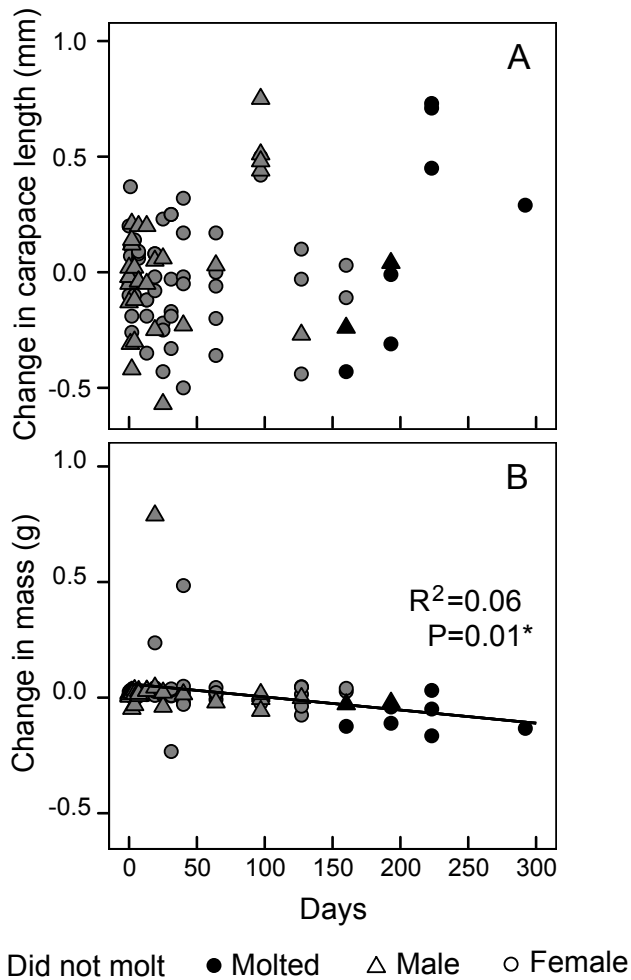 Change in carapace length (mm)
1.0
0.5
0.0
-0.5
A
Change in mass (g)
1.0
0.5
0.0
-0.5
B
R²=0.06
P=0.01*
0 50 100 150 200 250 300
Days
Did not molt Molted Male Female